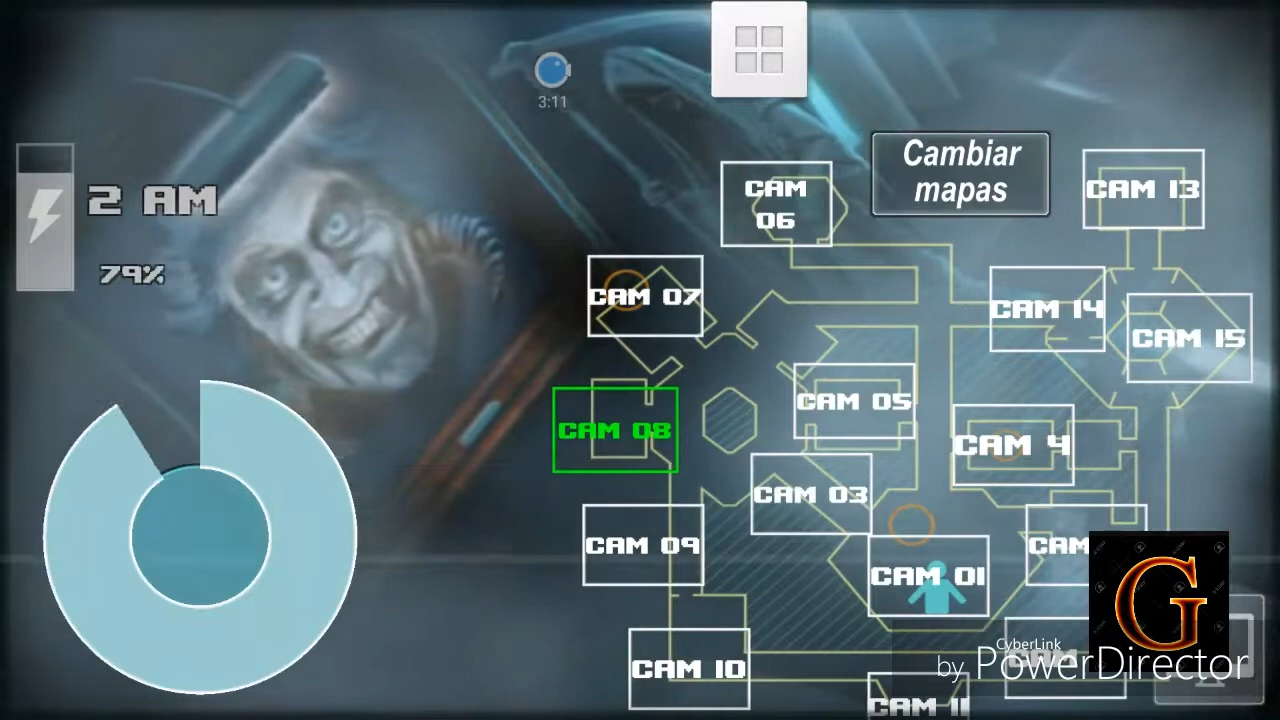 3:11
2 AM
79%
Cambiar
mapas
CAM
06
CAM 13
CAM 07
CAM 14
CAM 15
CAM 05
CAM 08
CAM 4
CAM 03
CAM 09
CAM
CAM 01
G
CAM 10
CyberLink
by PowerDirector
CAM 11